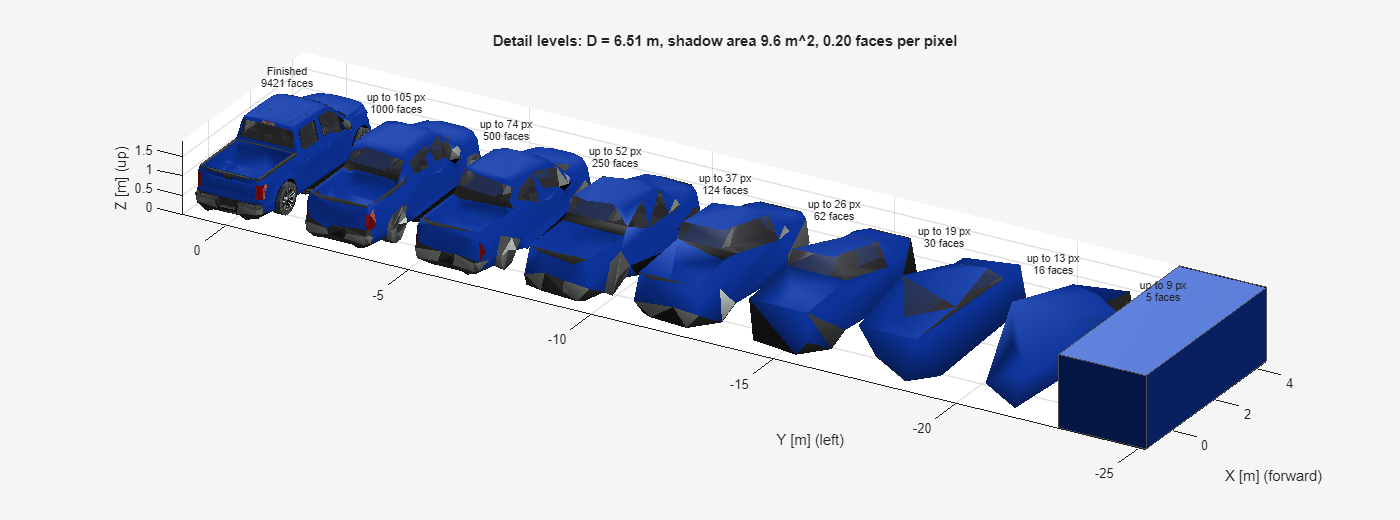 Detail levels: D = 6.51 m, shadow area 9.6 m^2, 0.20 faces per pixel
Finished
9421 faces
up to 105 px
1000 faces
up to 74 px
500 faces
up to 52 px
250 faces
up to 37 px
124 faces
up to 26 px
62 faces
up to 19 px
30 faces
up to 13 px
16 faces
up to 9 px
5 faces
Z [m] (up)
1.5
1
0.5
0
0
-5
-10
-15
-20
-25
Y [m] (left)
4
2
0
X [m] (forward)